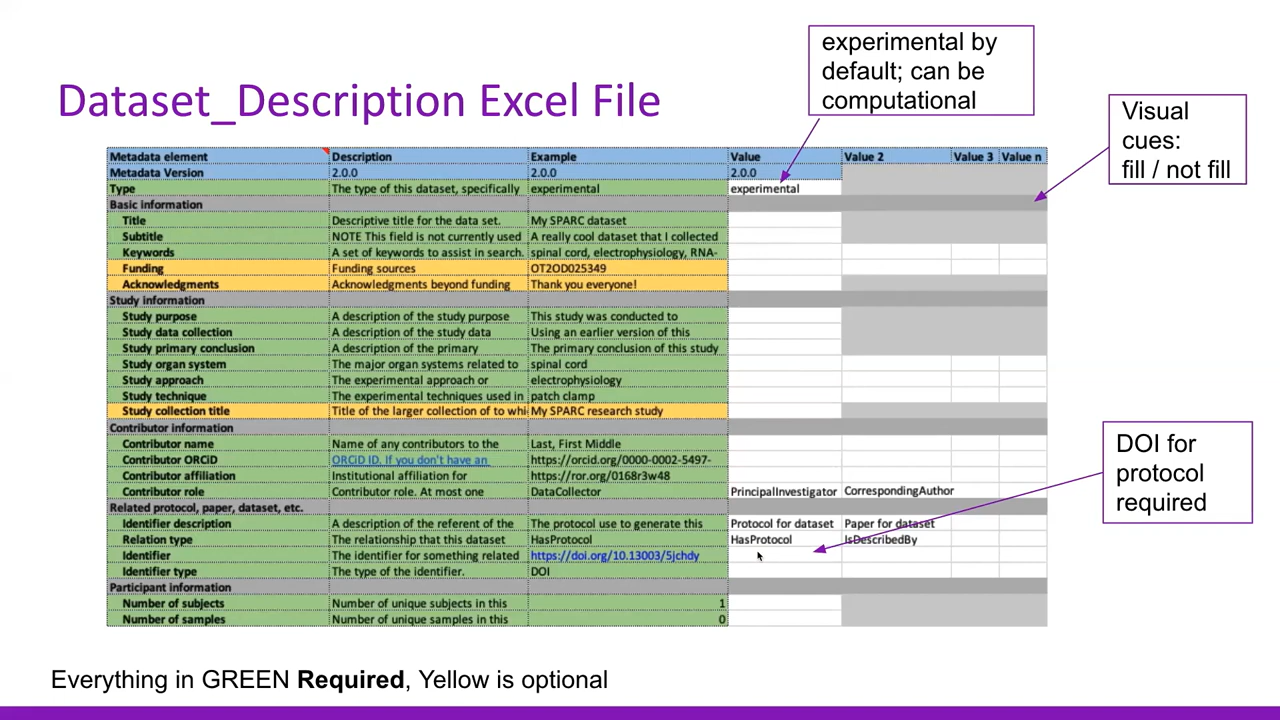 experimental by
default; can be
computational
Dataset_Description Excel File
Visual
cues:
fill / not fill
Metadata element Description Example Value Value 2 Value 3 Value n
Metadata Version 2.0.0 2.0.0 2.0.0
Type The type of this dataset, specifically experimental experimental
Basic information
Title Descriptive title for the data set. My SPARC dataset
Subtitle NOTE This field is not currently used A really cool dataset that I collected
Keywords A set of keywords to assist in search. spinal cord, electrophysiology, RNA-
Funding Funding sources OT2OD025349
Acknowledgments Acknowledgments beyond funding Thank you everyone!
Study information
Study purpose A description of the study purpose This study was conducted to
Study data collection A description of the study data Using an earlier version of this
Study primary conclusion A description of the primary The primary conclusion of this study
Study organ system The major organ systems related to spinal cord
Study approach The experimental approach or electrophysiology
Study technique The experimental techniques used in patch clamp
Study collection title Title of the larger collection of to whi My SPARC research study
Contributor information
Contributor name Name of any contributors to the Last, First Middle
Contributor ORCiD ORCiD ID. If you don't have an https://orcid.org/0000-0002-5497-
Contributor affiliation Institutional affiliation for https://ror.org/0168r3w48
Contributor role Contributor role. At most one DataCollector PrincipalInvestigator CorrespondingAuthor
Related protocol, paper, dataset, etc.
Identifier description A description of the referent of the The protocol use to generate this Protocol for dataset Paper for dataset
Relation type The relationship that this dataset HasProtocol HasProtocol IsDescribedBy
Identifier The identifier for something related https://doi.org/10.13003/5jchdy
Identifier type The type of the identifier. DOI
Participant information
Number of subjects Number of unique subjects in this 1
Number of samples Number of unique samples in this 0
DOI for
protocol
required
Everything in GREEN Required, Yellow is optional